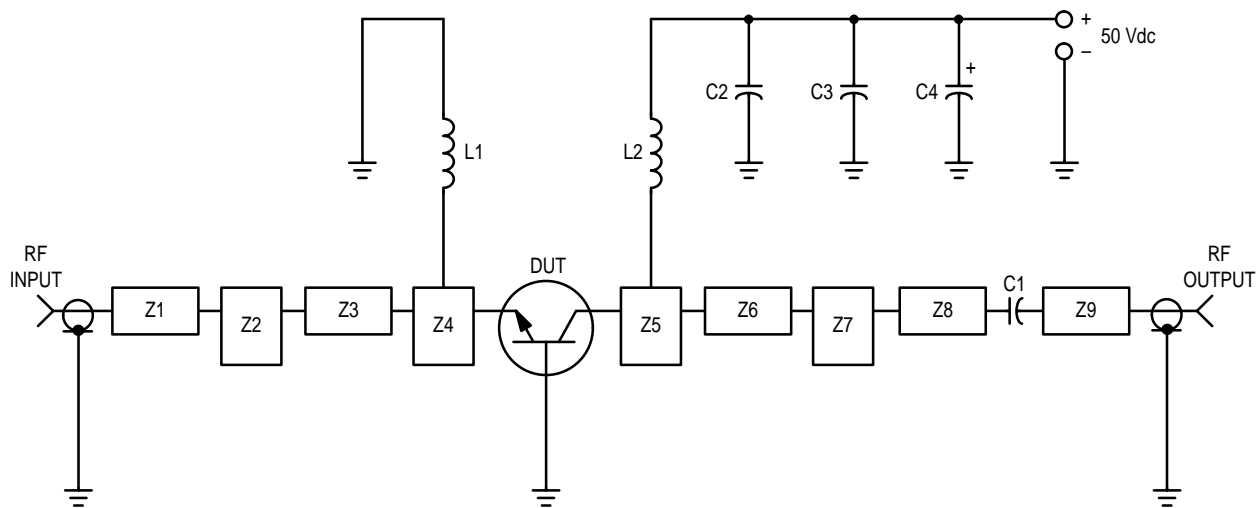 +
50 Vdc
–
+
C2
C3
C4
L1
L2
RF
INPUT
DUT
RF
OUTPUT
C1
Z1
Z2
Z3
Z4
Z5
Z6
Z7
Z8
Z9